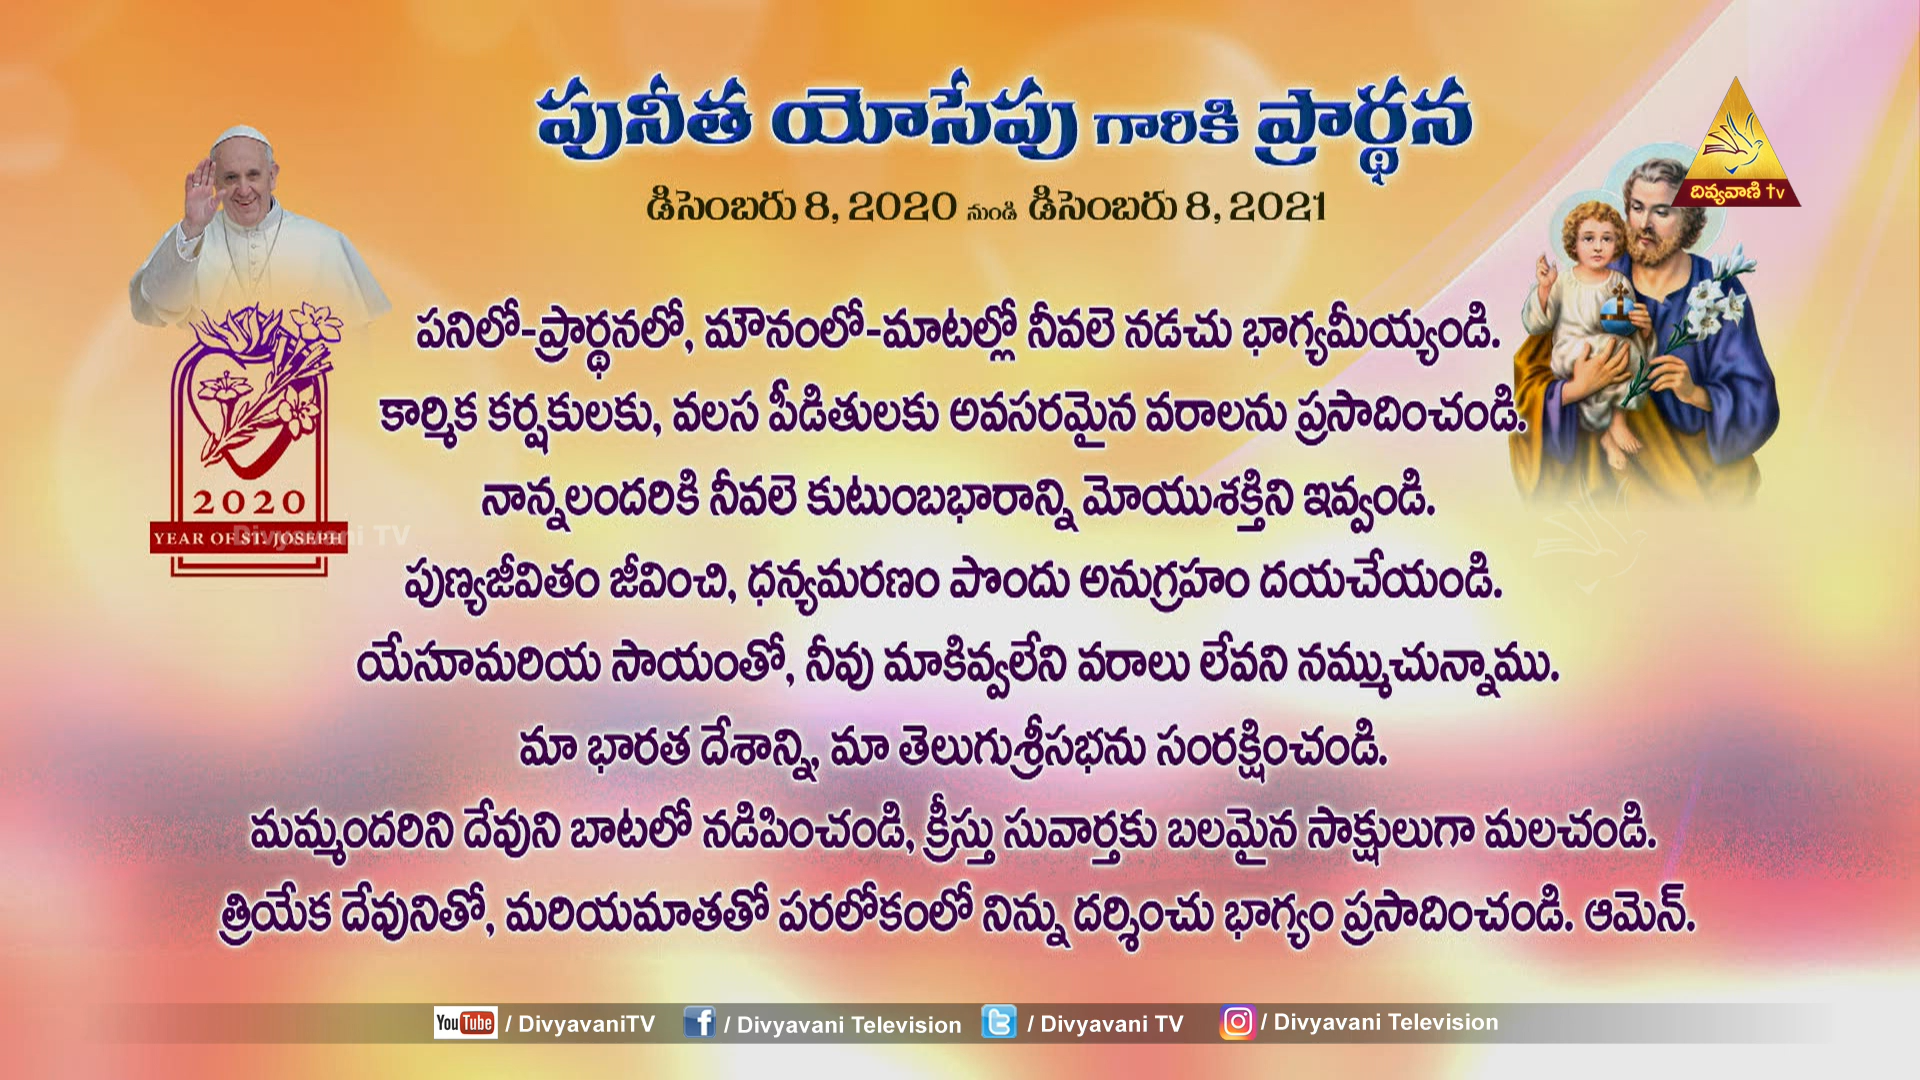 పునీత యోసేపు గారికి ప్రార్థన
దివ్యవాణి tv
డిసెంబరు 8, 2020 నుండి డిసెంబరు 8, 2021
పనిలో-ప్రార్థనలో, మౌనంలో-మాటల్లో నీవలె నడచు భాగ్యమీయ్యండి.
కార్మిక కర్షకులకు, వలస పీడితులకు అవసరమైన వరాలను ప్రసాదించండి.
నాన్నలందరికి నీవలె కుటుంబభారాన్ని మోయుశక్తిని ఇవ్వండి.
2020
YEAR OF ST. JOSEPH
Divyavani TV
పుణ్యజీవితం జీవించి, ధన్యమరణం పొందు అనుగ్రహం దయచేయండి.
యేసూమరియ సాయంతో, నీవు మాకివ్వలేని వరాలు లేవని నమ్ముచున్నాము.
మా భారత దేశాన్ని, మా తెలుగుశ్రీసభను సంరక్షించండి.
మమ్మందరిని దేవుని బాటలో నడిపించండి, క్రీస్తు సువార్తకు బలమైన సాక్షులుగా మలచండి.
త్రియేక దేవునితో, మరియమాతతో పరలోకంలో నిన్ను దర్శించు భాగ్యం ప్రసాదించండి. ఆమెన్.
YouTube / DivyavaniTV f / Divyavani Television / Divyavani TV / Divyavani Television